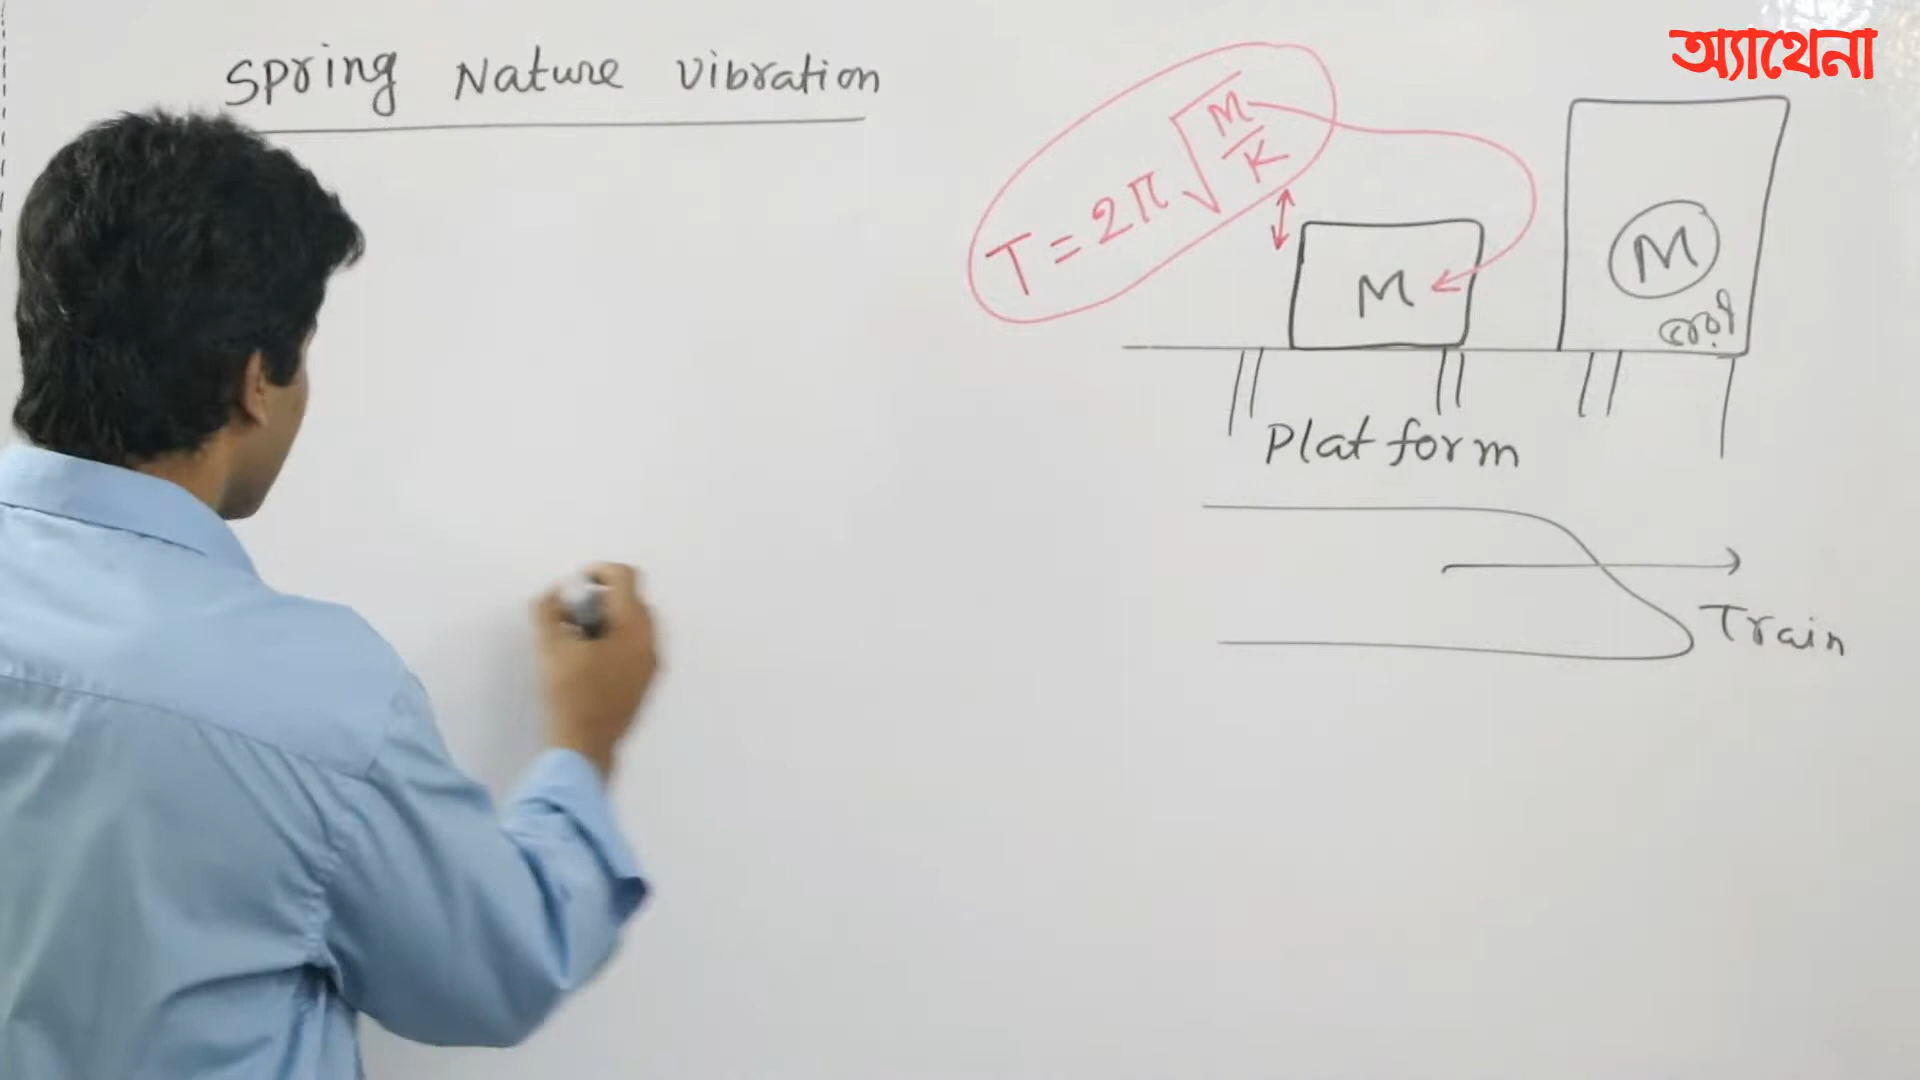 অ্যাথেনা
Spring Nature Vibration
T = 2π √M/K
M
M
বেশী
Platform
Train